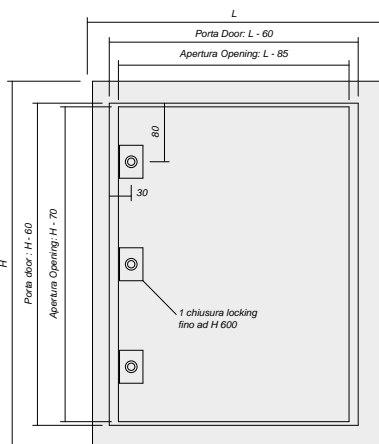 L
Porta Door: L - 60
Apertura Opening: L - 85
80
30
H
Porta door : H - 60
Apertura Opening: H - 70
1 chiusura locking
fino ad H 600